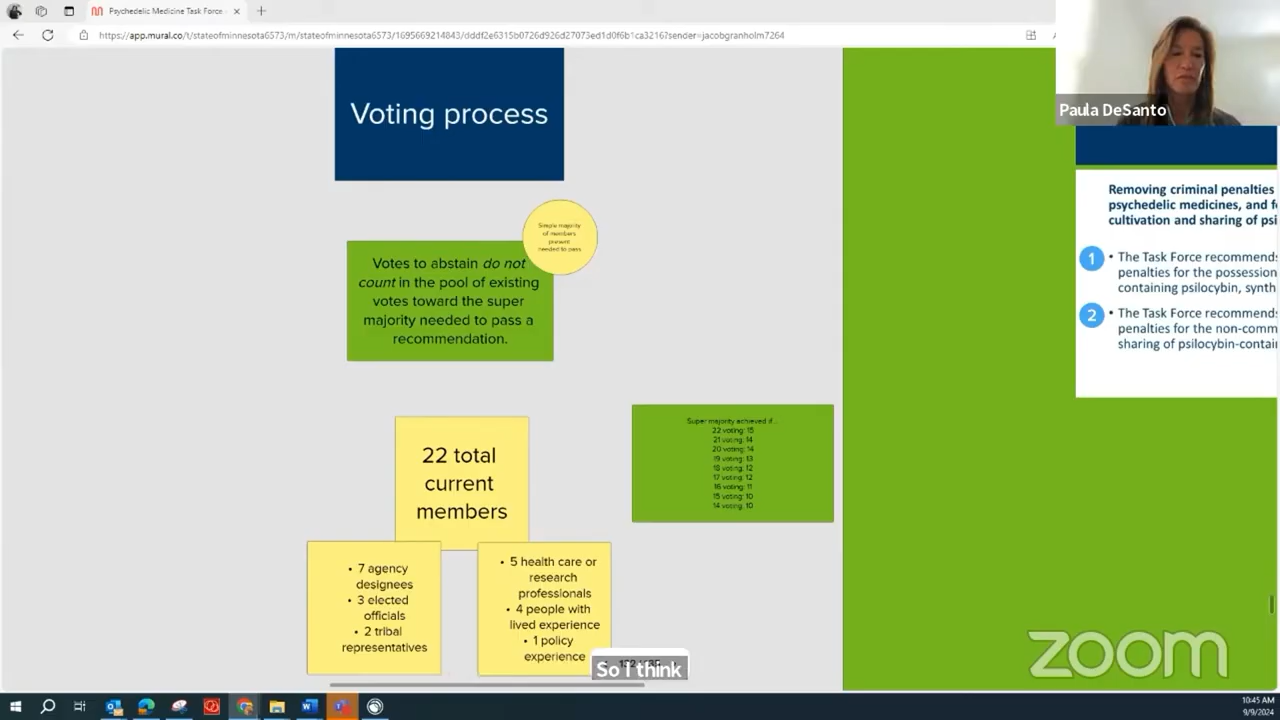 Psychedelic Medicine Task Force
https://app.mural.co/t/stateofminnesota6573/m/stateofminnesota6573/1695669214843/dddf2e6315b0726d926d27073ed1d0f6b1ca3216?sender=jacobgranholm7264
Paula DeSanto
Voting process
Simple majority
of members
present
needed to pass
Votes to abstain do not
count in the pool of existing
votes toward the super
majority needed to pass a
recommendation.
22 total
current
members
• 7 agency
designees
• 3 elected
officials
• 2 tribal
representatives
• 5 health care or
research
professionals
• 4 people with
lived experience
• 1 policy
experience
Super majority achieved if...
22 voting: 15
21 voting: 14
20 voting: 14
19 voting: 13
18 voting: 12
17 voting: 12
16 voting: 11
15 voting: 10
14 voting: 10
Removing criminal penalties
psychedelic medicines, and f
cultivation and sharing of psi
1 • The Task Force recommends
penalties for the possession
containing psilocybin, synth
2 • The Task Force recommends
penalties for the non-comm
sharing of psilocybin-contain
So I think
zoom
10:45 AM
9/9/2024